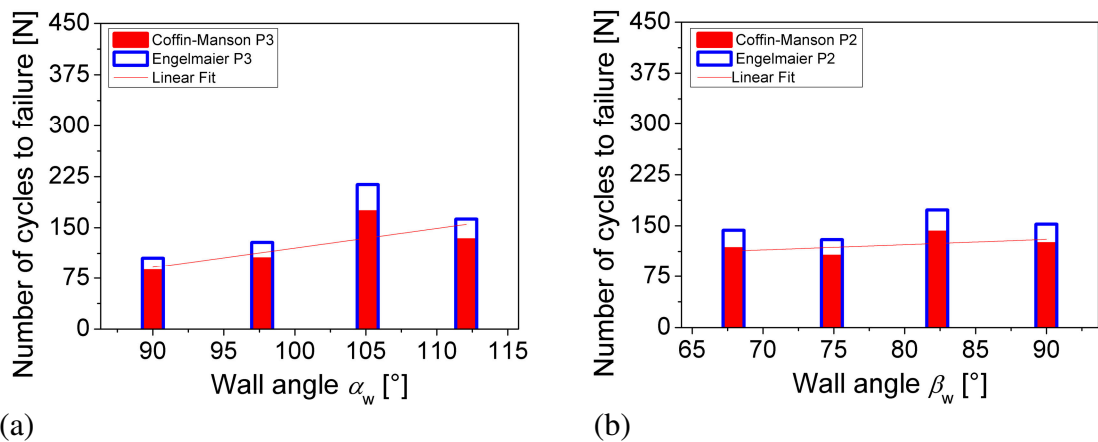 450
375
300
225
150
75
0
Number of cycles to failure [N]
Coffin-Manson P3
Engelmaier P3
Linear Fit
90 95 100 105 110 115
Wall angle αw [°]
(a)
450
375
300
225
150
75
0
Number of cycles to failure [N]
Coffin-Manson P2
Engelmaier P2
Linear Fit
65 70 75 80 85 90
Wall angle βw [°]
(b)